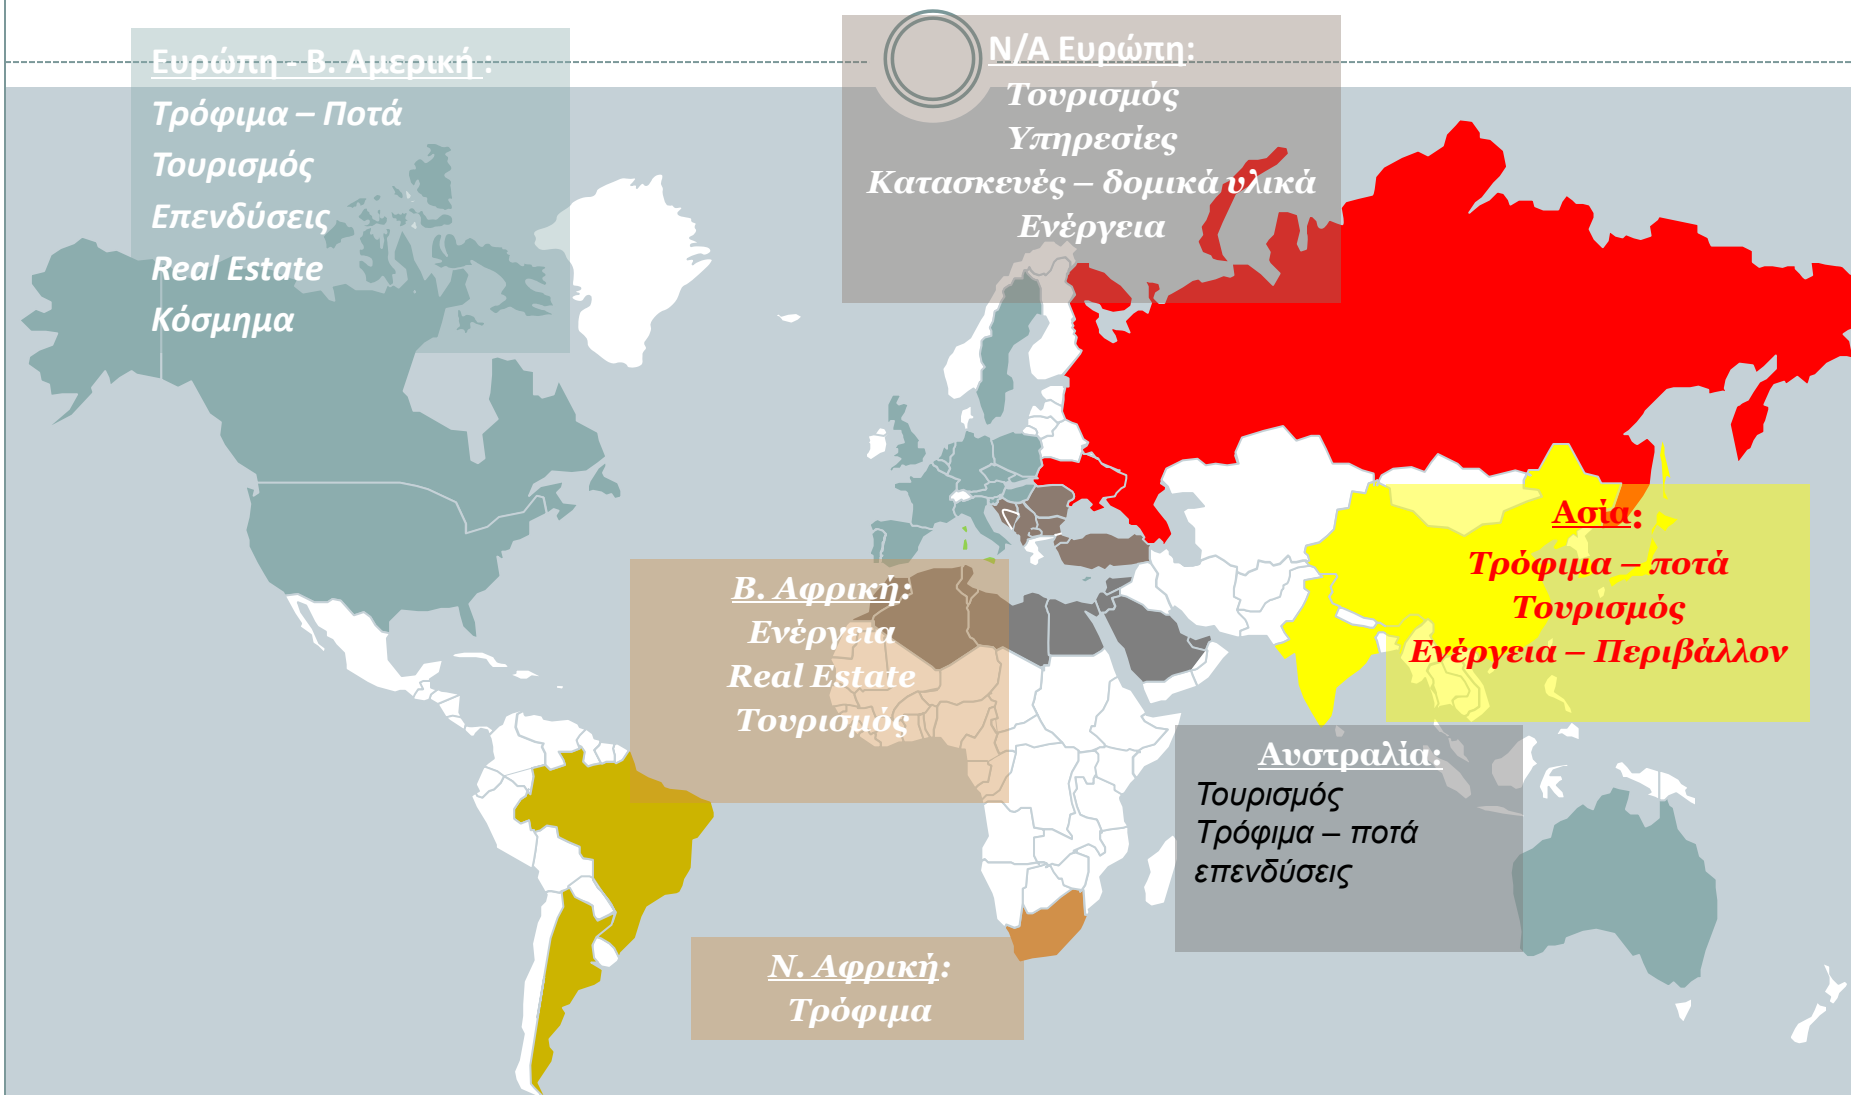 Ευρώπη - Β. Αμερική :
Τρόφιμα – Ποτά
Τουρισμός
Επενδύσεις
Real Estate
Κόσμημα
Ν/Α Ευρώπη:
Τουρισμός
Υπηρεσίες
Κατασκευές – δομικά υλικά
Ενέργεια
Β. Αφρική:
Ενέργεια
Real Estate
Τουρισμός
Ασία:
Τρόφιμα – ποτά
Τουρισμός
Ενέργεια – Περιβάλλον
Αυστραλία:
Τουρισμός
Τρόφιμα – ποτά
επενδύσεις
Ν. Αφρική:
Τρόφιμα